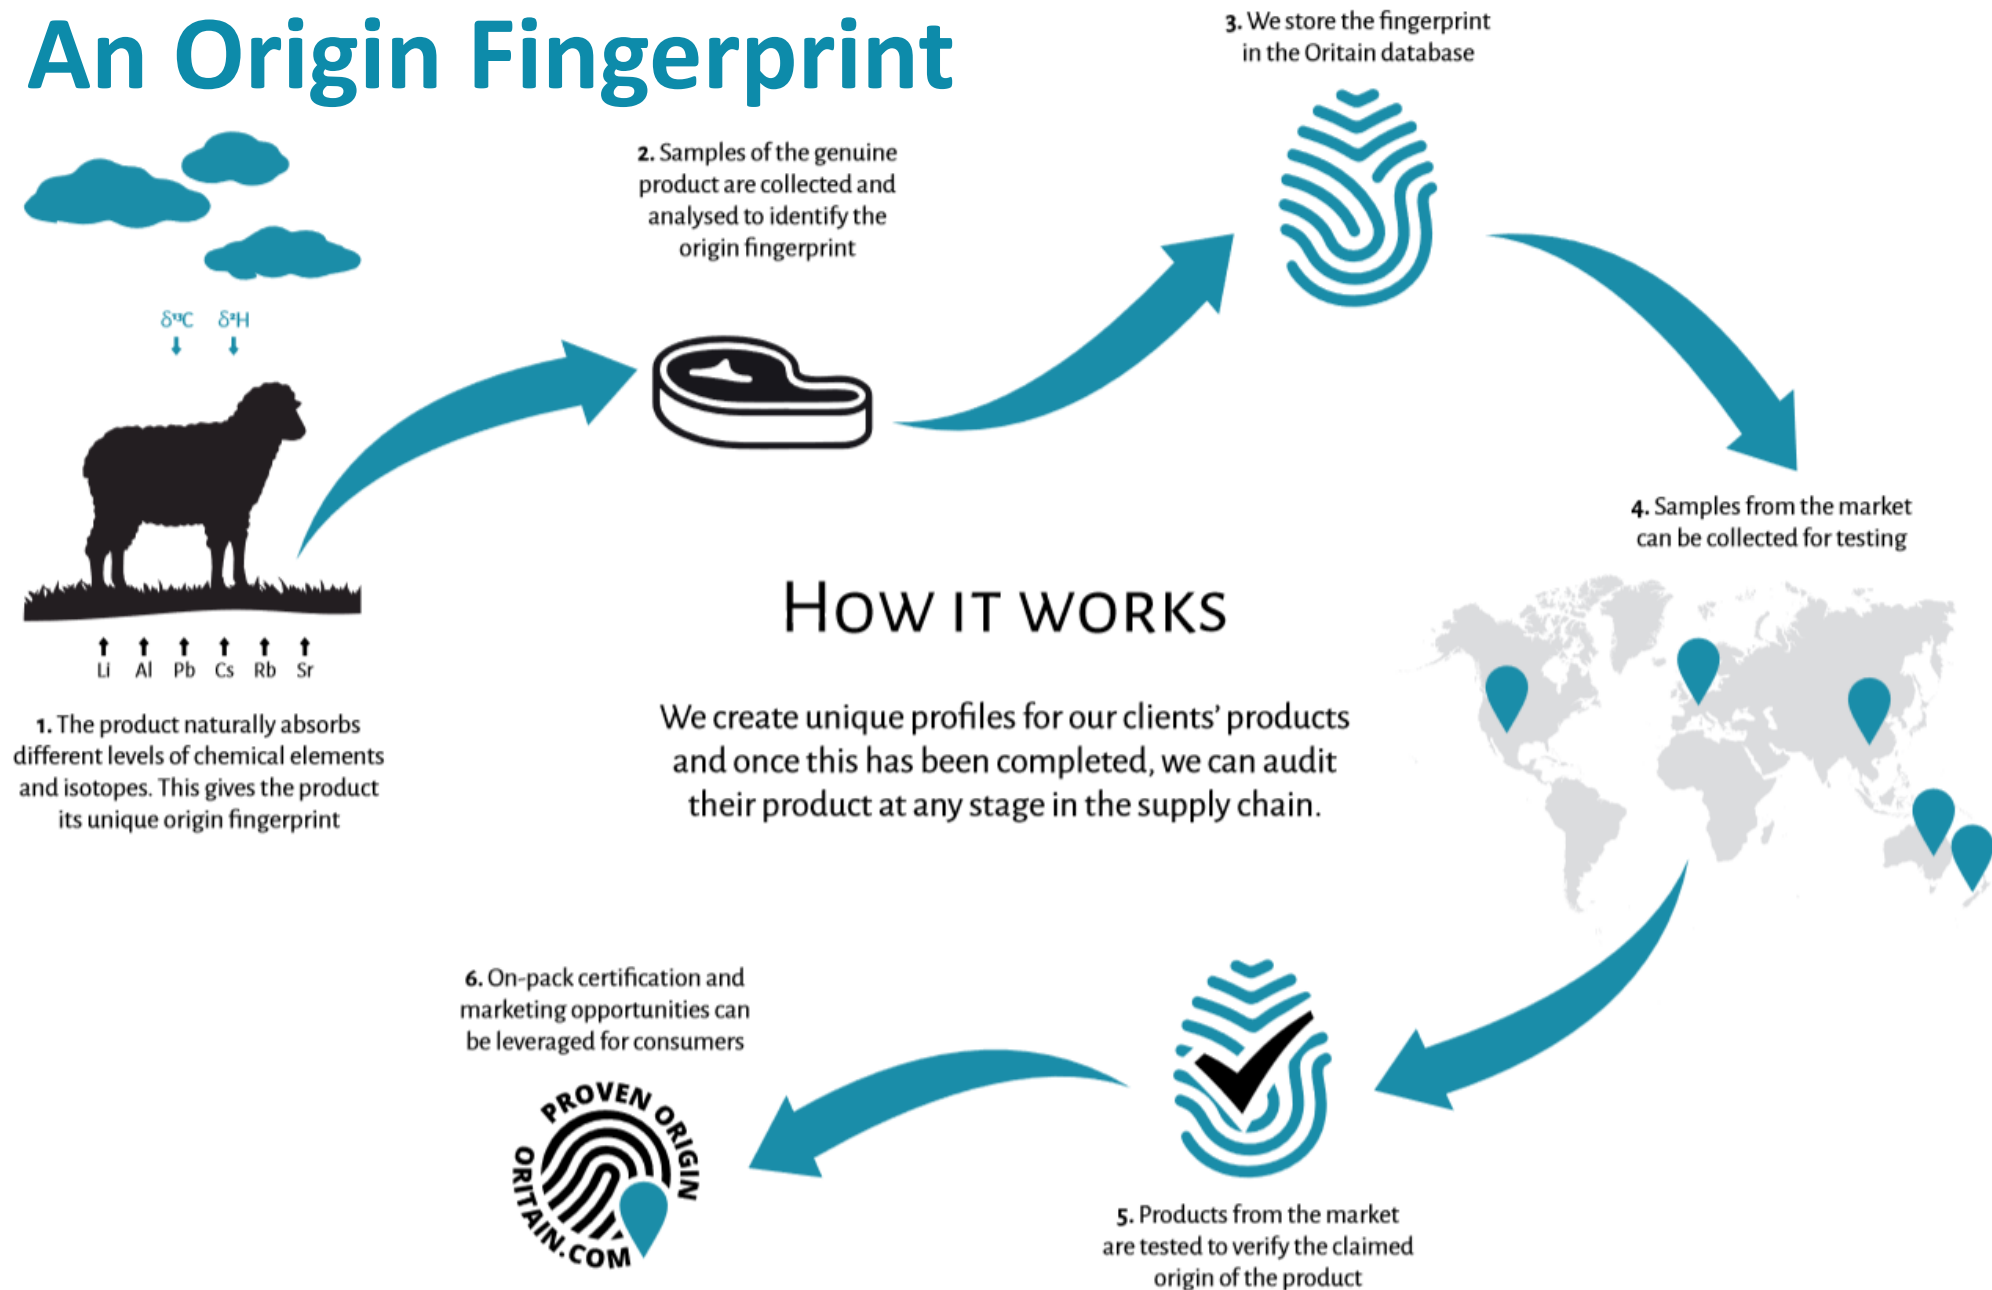 An Origin Fingerprint
3. We store the fingerprint
in the Oritain database
2. Samples of the genuine
product are collected and
analysed to identify the
origin fingerprint
δ¹³C δ²H
4. Samples from the market
can be collected for testing
HOW IT WORKS
Li Al Pb Cs Rb Sr
We create unique profiles for our clients’ products
and once this has been completed, we can audit
their product at any stage in the supply chain.
1. The product naturally absorbs
different levels of chemical elements
and isotopes. This gives the product
its unique origin fingerprint
6. On-pack certification and
marketing opportunities can
be leveraged for consumers
PROVEN ORIGIN
ORITAIN.COM
5. Products from the market
are tested to verify the claimed
origin of the product